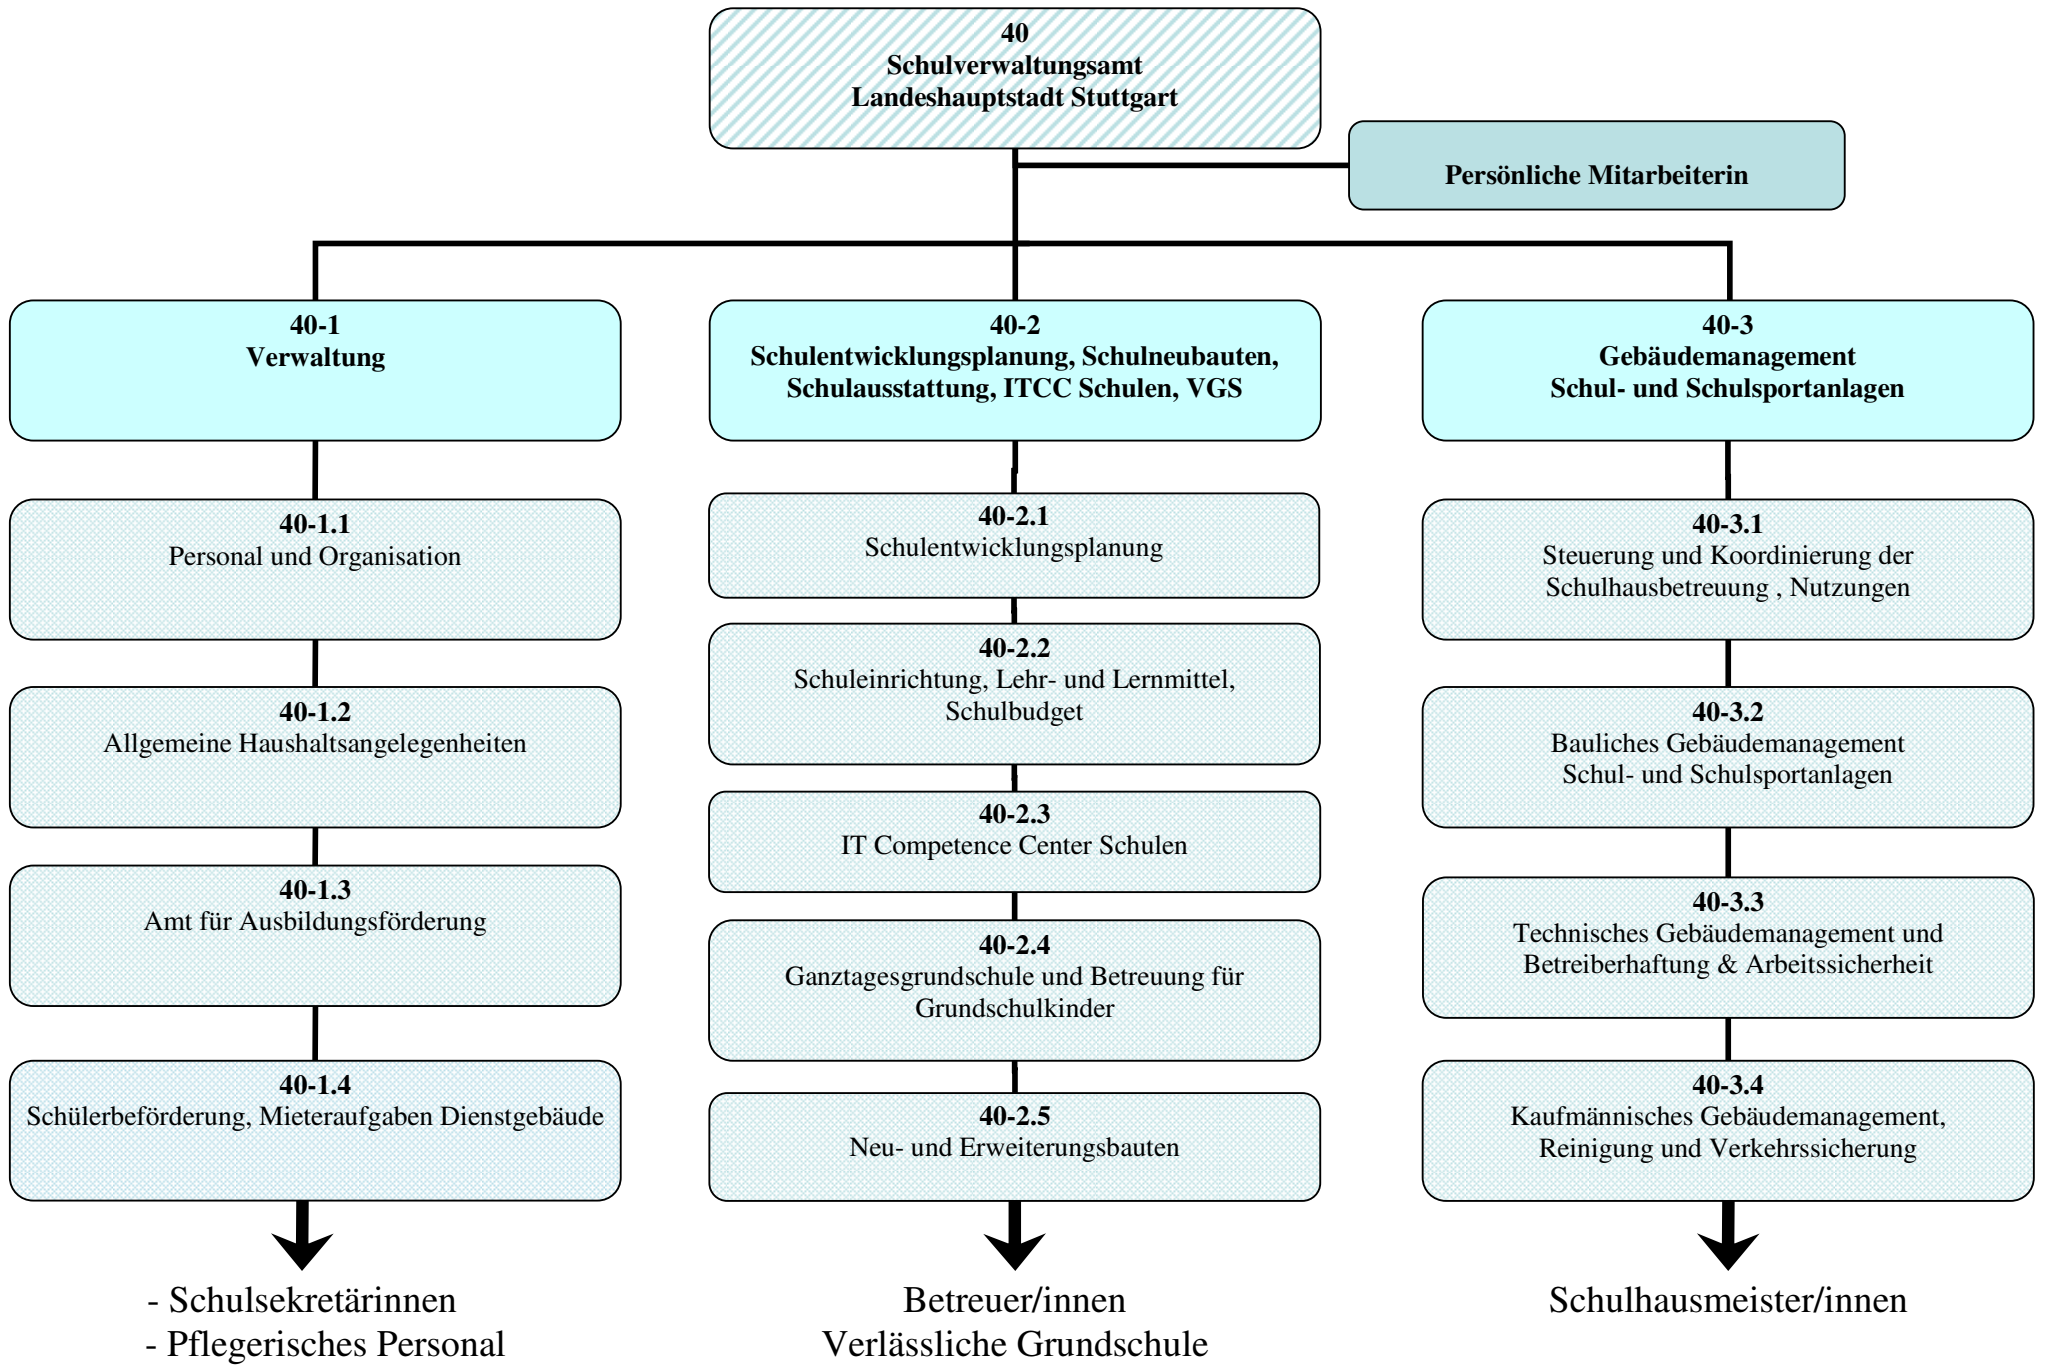 40
Schulverwaltungsamt
Landeshauptstadt Stuttgart
Persönliche Mitarbeiterin
40-1
Verwaltung
40-1.1
Personal und Organisation
40-1.2
Allgemeine Haushaltsangelegenheiten
40-1.3
Amt für Ausbildungsförderung
40-1.4
Schülerbeförderung, Mieteraufgaben Dienstgebäude
- Schulsekretärinnen
- Pflegerisches Personal
40-2
Schulentwicklungsplanung, Schulneubauten,
Schulausstattung, ITCC Schulen, VGS
40-2.1
Schulentwicklungsplanung
40-2.2
Schuleinrichtung, Lehr- und Lernmittel,
Schulbudget
40-2.3
IT Competence Center Schulen
40-2.4
Ganztagesgrundschule und Betreuung für
Grundschulkinder
40-2.5
Neu- und Erweiterungsbauten
Betreuer/innen
Verlässliche Grundschule
40-3
Gebäudemanagement
Schul- und Schulsportanlagen
40-3.1
Steuerung und Koordinierung der
Schulhausbetreuung , Nutzungen
40-3.2
Bauliches Gebäudemanagement
Schul- und Schulsportanlagen
40-3.3
Technisches Gebäudemanagement und
Betreiberhaftung & Arbeitssicherheit
40-3.4
Kaufmännisches Gebäudemanagement,
Reinigung und Verkehrssicherung
Schulhausmeister/innen